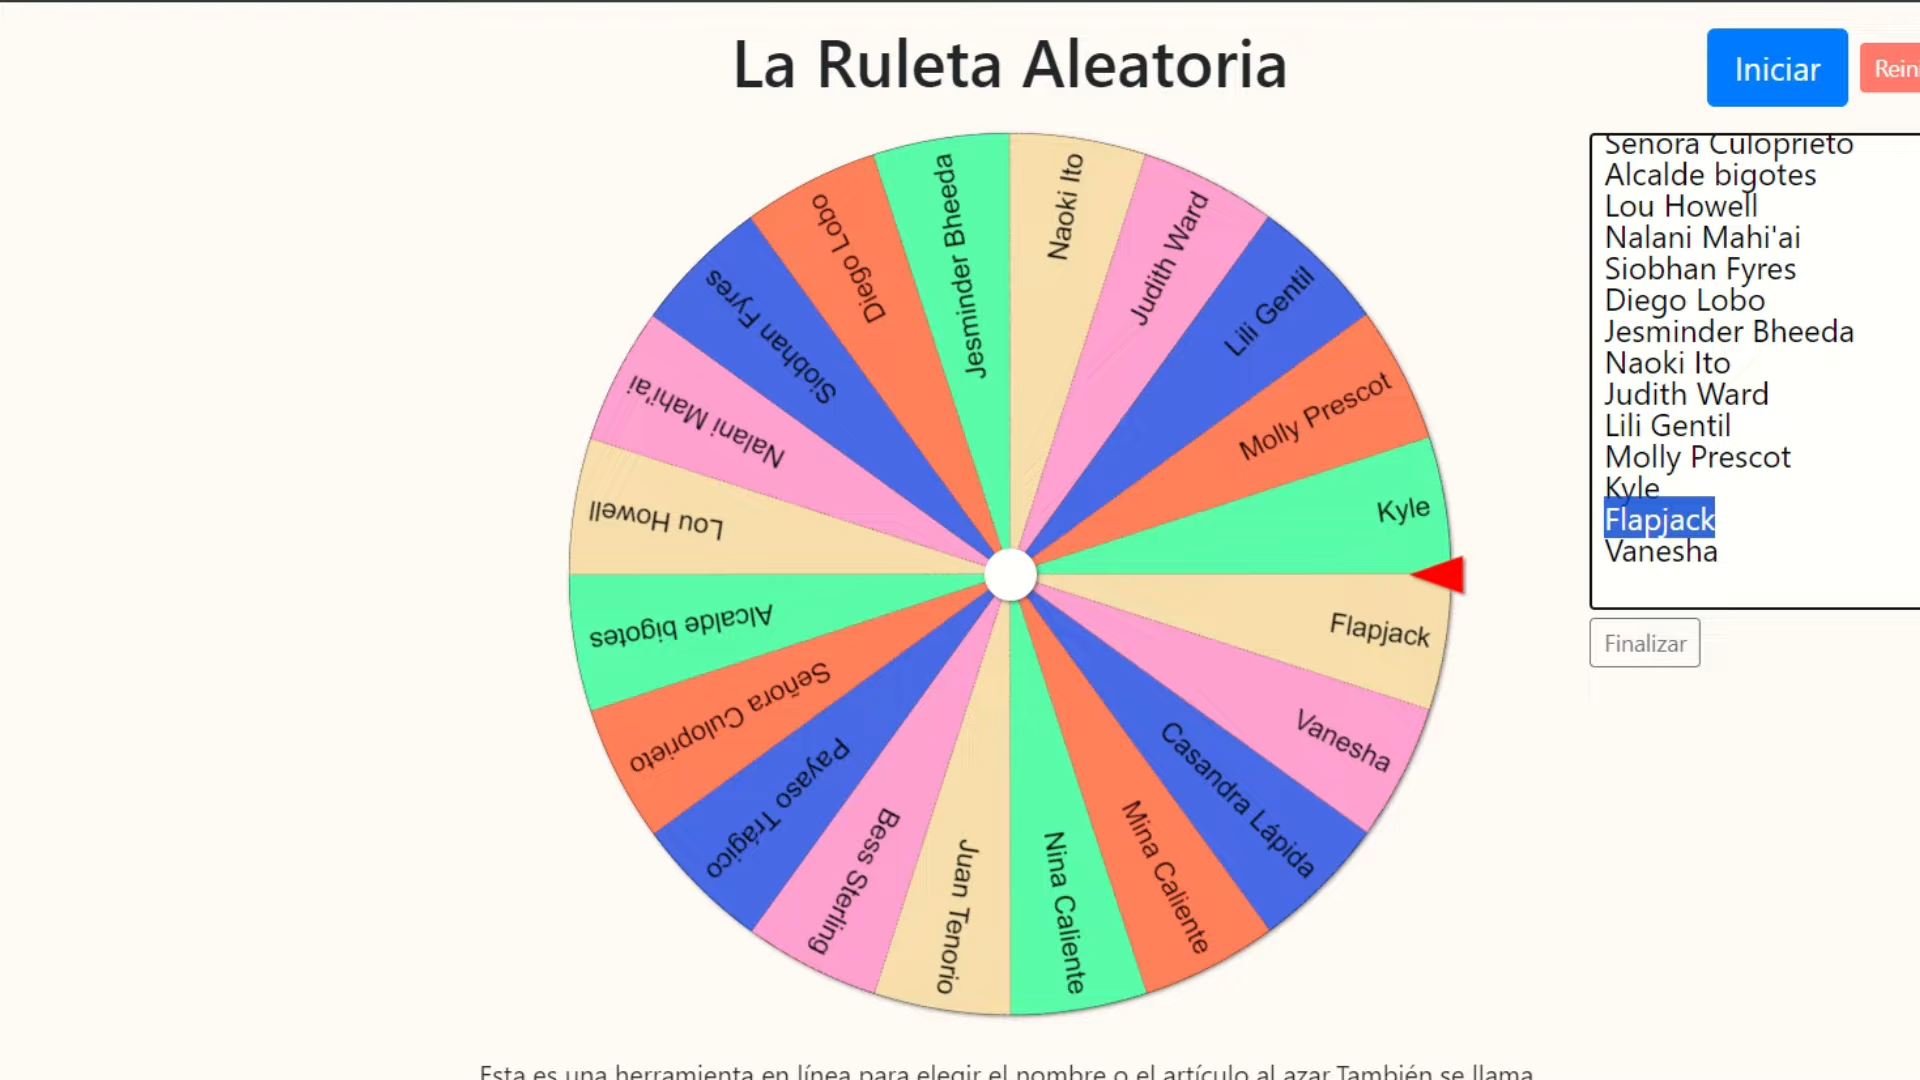 La Ruleta Aleatoria
Iniciar
Rein
Naoki Ito
Judith Ward
Lili Gentil
Molly Prescot
Kyle
Flapjack
Vanesha
Casandra Lápida
Mina Caliente
Nina Caliente
Juan Tenorio
Bess Sterling
Payaso Trágico
Señora Culoprieto
Alcalde bigotes
Lou Howell
Nalani Mahi'ai
Siobhan Fyres
Diego Lobo
Jesminder Bheeda
Señora Culoprieto
Alcalde bigotes
Lou Howell
Nalani Mahi'ai
Siobhan Fyres
Diego Lobo
Jesminder Bheeda
Naoki Ito
Judith Ward
Lili Gentil
Molly Prescot
Kyle
Flapjack
Vanesha
Finalizar
Esta es una herramienta en línea para elegir el nombre o el artículo al azar.También se llama